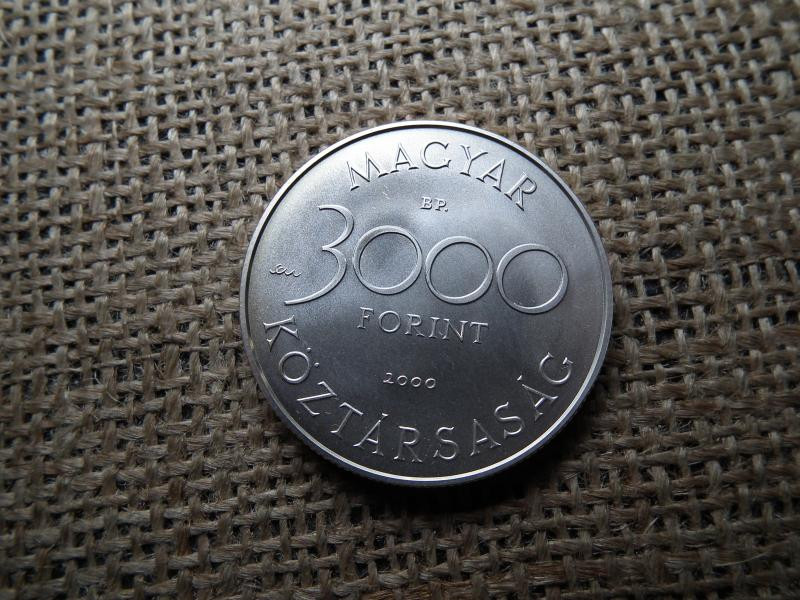 MAGYAR
BP.
3000
FORINT
2000
KÖZTÁRSASÁG